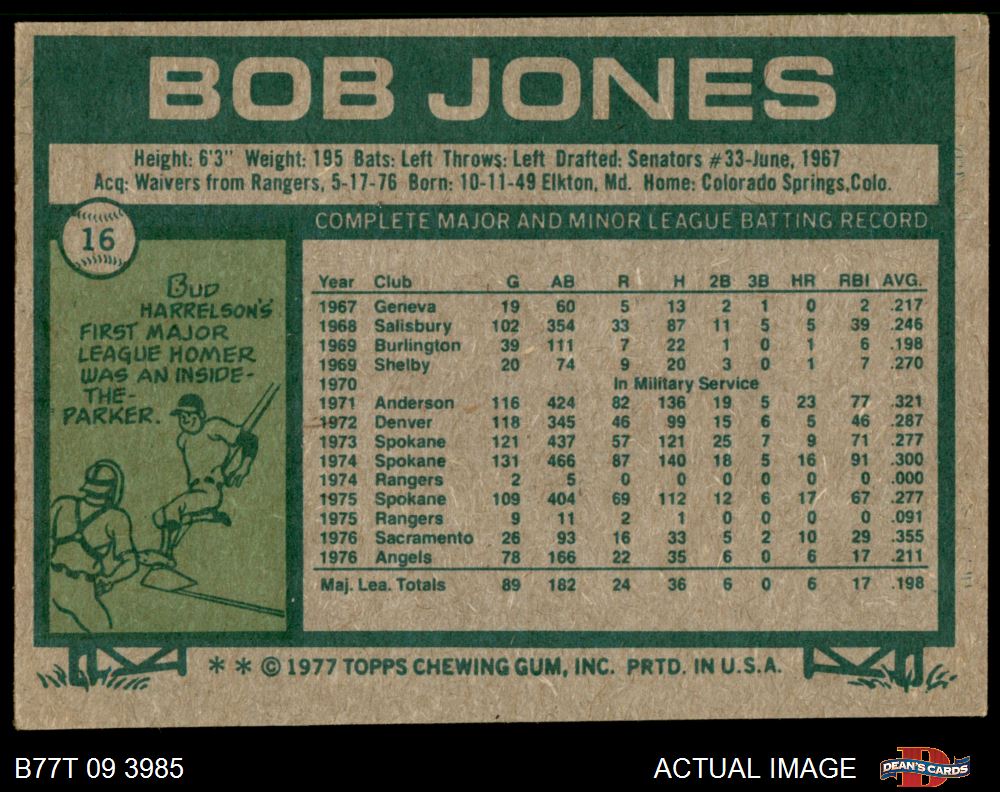 BOB JONES
Height: 6'3" Weight: 195 Bats: Left Throws: Left Drafted: Senators #33-June, 1967
Acq: Waivers from Rangers, 5-17-76 Born: 10-11-49 Elkton, Md. Home: Colorado Springs,Colo.
16
COMPLETE MAJOR AND MINOR LEAGUE BATTING RECORD
BUD
HARRELSON'S
FIRST MAJOR
LEAGUE HOMER
WAS AN INSIDE-
THE-
PARKER.
Year Club G AB R H 2B 3B HR RBI AVG.
1967 Geneva 19 60 5 13 2 1 0 2 .217
1968 Salisbury 102 354 33 87 11 5 5 39 .246
1969 Burlington 39 111 7 22 1 0 1 6 .198
1969 Shelby 20 74 9 20 3 0 1 7 .270
1970 In Military Service
1971 Anderson 116 424 82 136 19 5 23 77 .321
1972 Denver 118 345 46 99 15 6 5 46 .287
1973 Spokane 121 437 57 121 25 7 9 71 .277
1974 Spokane 131 466 87 140 18 5 16 91 .300
1974 Rangers 2 5 0 0 0 0 0 0 .000
1975 Spokane 109 404 69 112 12 6 17 67 .277
1975 Rangers 9 11 2 1 0 0 0 0 .091
1976 Sacramento 26 93 16 33 5 2 10 29 .355
1976 Angels 78 166 22 35 6 0 6 17 .211
Maj. Lea. Totals 89 182 24 36 6 0 6 17 .198
* * © 1977 TOPPS CHEWING GUM, INC. PRTD. IN U.S.A.
B77T 09 3985
ACTUAL IMAGE
D
DEAN'S CARDS